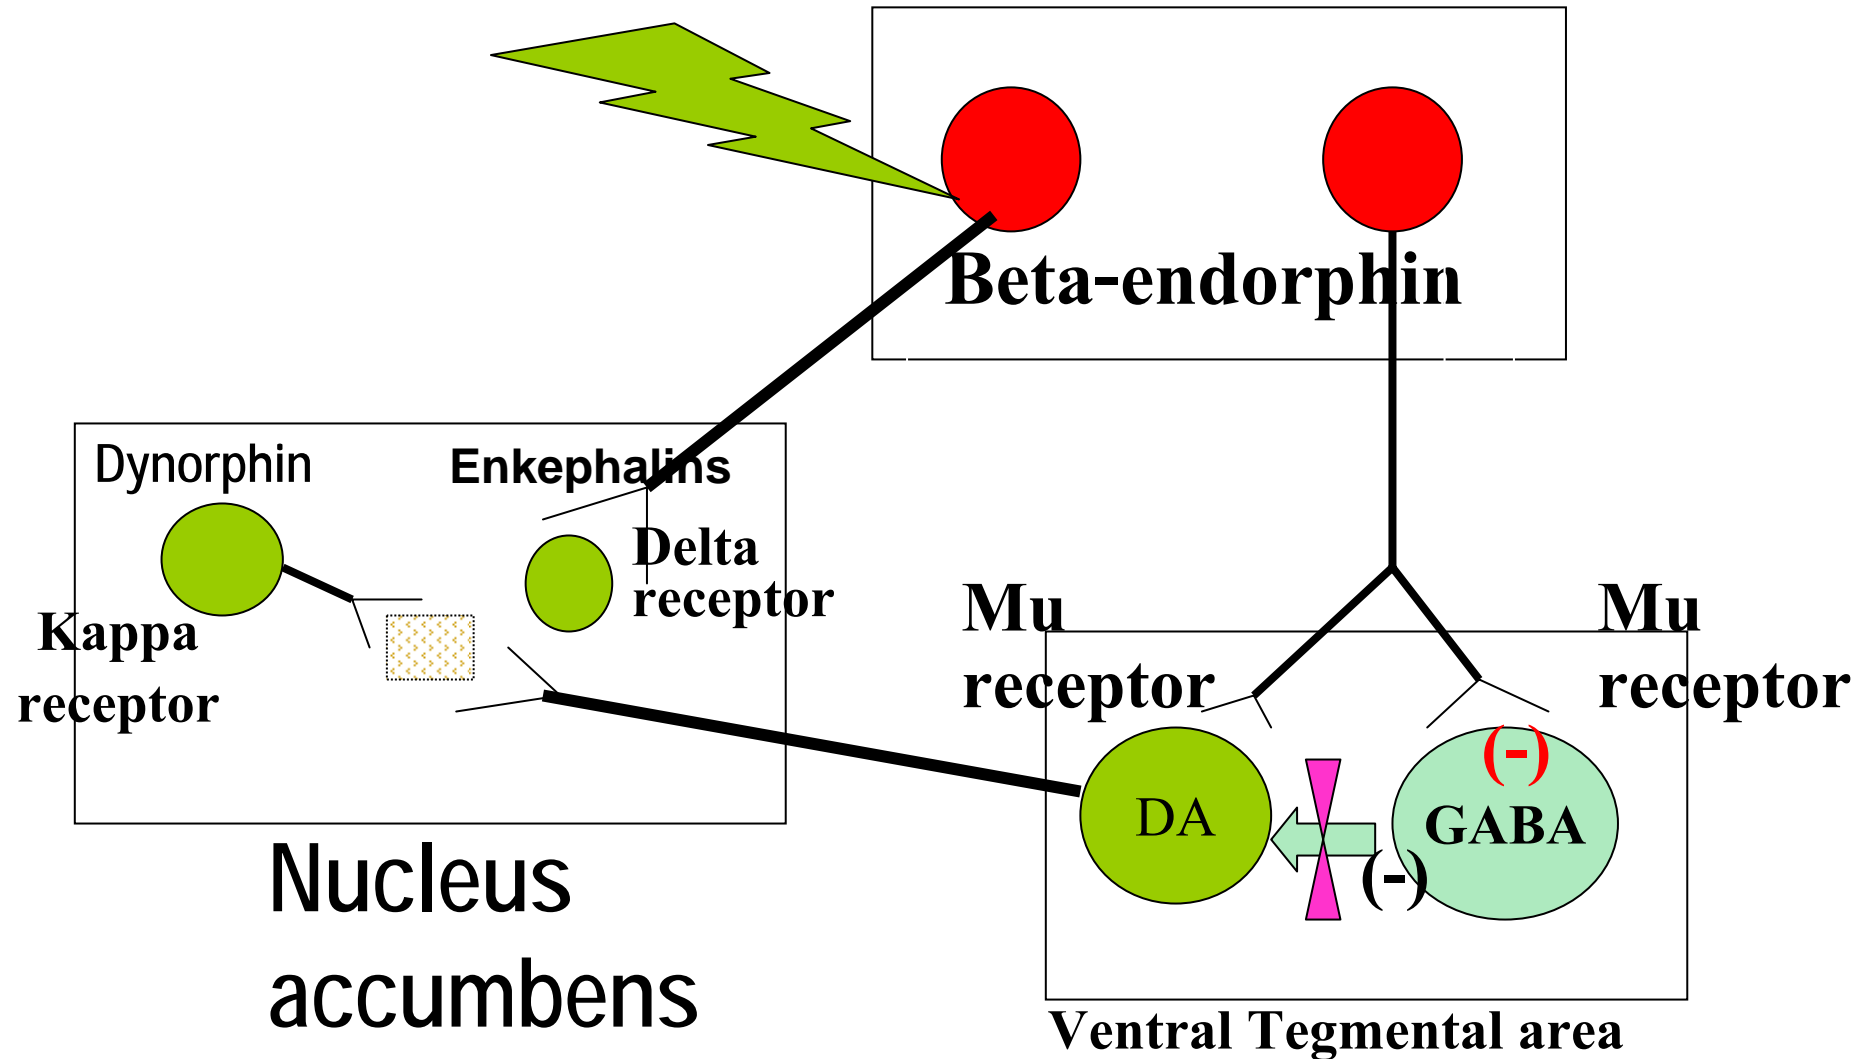 Beta-endorphin
Dynorphin
Enkephalins
Delta
receptor
Kappa
receptor
Mu
receptor
Mu
receptor
(-)
DA
GABA
(-)
Nucleus
accumbens
Ventral Tegmental area